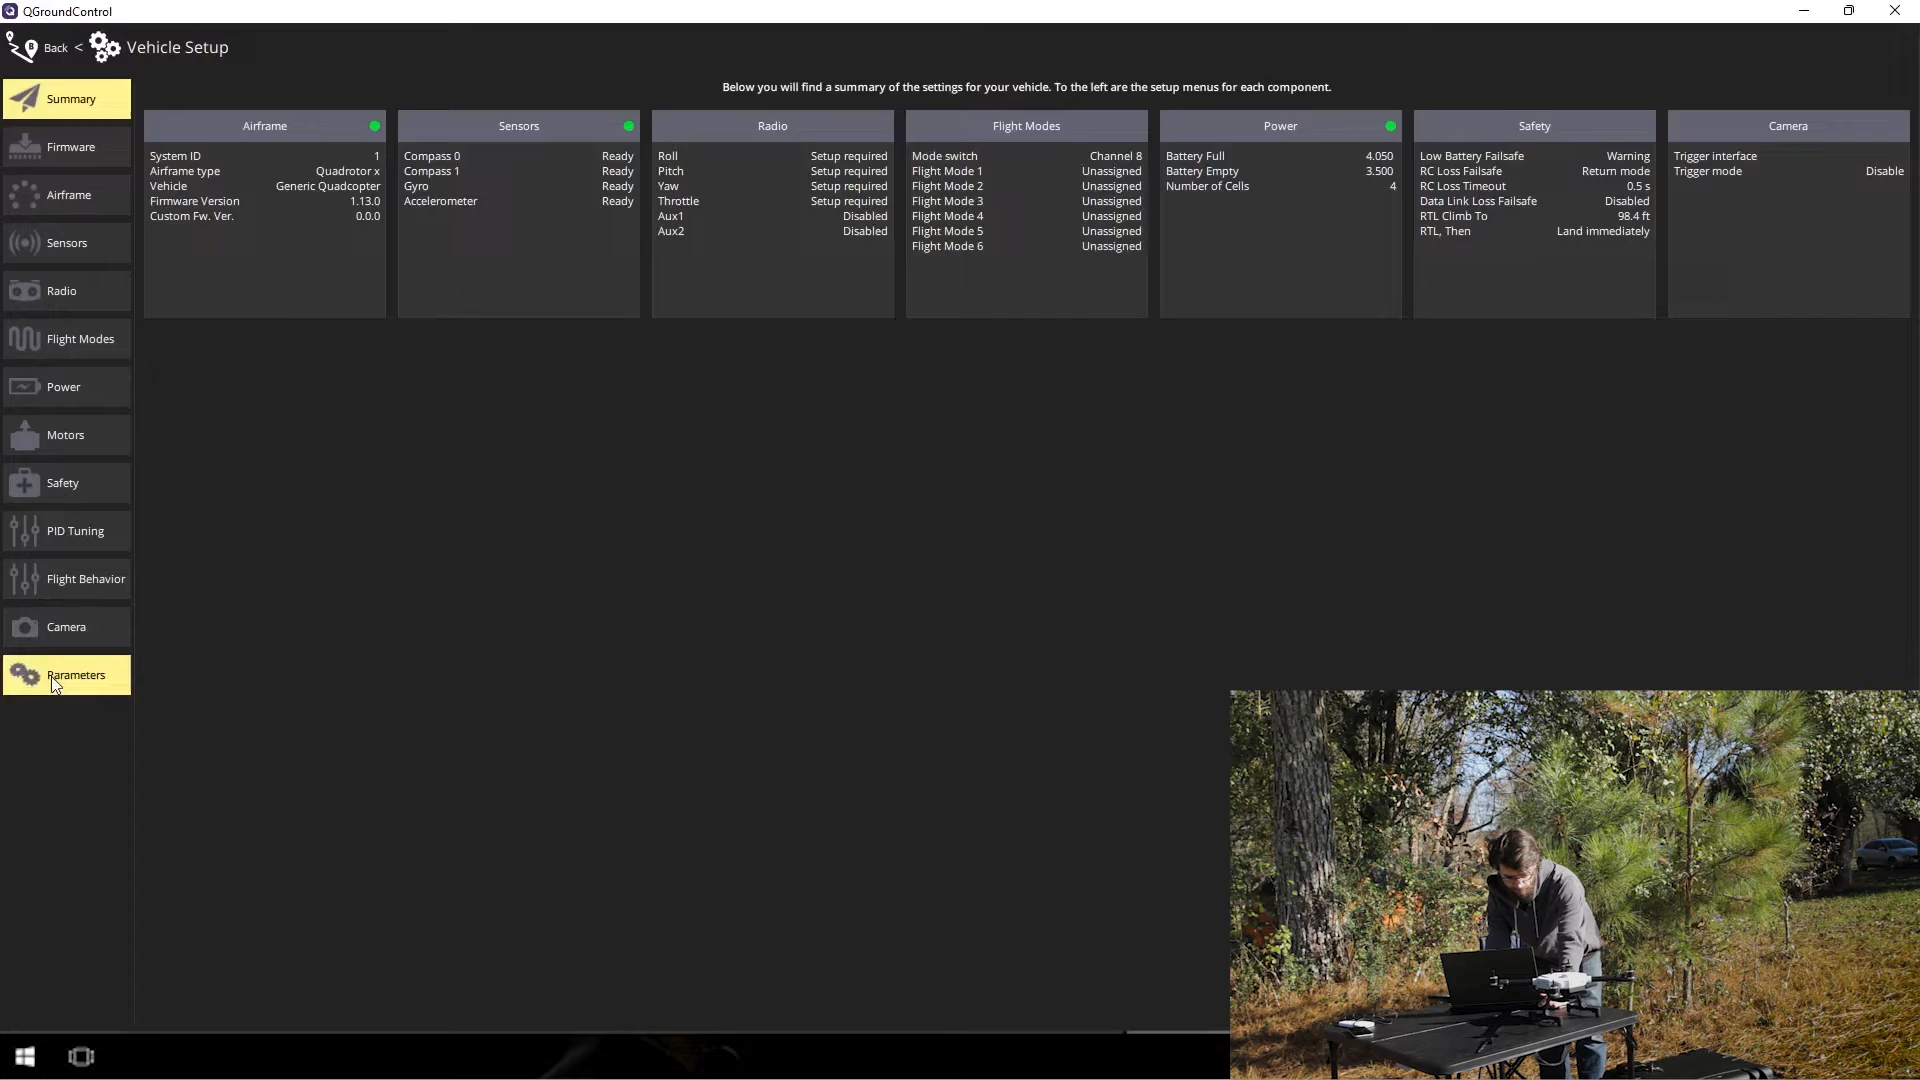 QGroundControl
Back < Vehicle Setup
Summary
Firmware
Airframe
Sensors
Radio
Flight Modes
Power
Motors
Safety
PID Tuning
Flight Behavior
Camera
Parameters
Below you will find a summary of the settings for your vehicle. To the left are the setup menus for each component.
Airframe
System ID 1
Airframe type Quadrotor x
Vehicle Generic Quadcopter
Firmware Version 1.13.0
Custom Fw. Ver. 0.0.0
Sensors
Compass 0 Ready
Compass 1 Ready
Gyro Ready
Accelerometer Ready
Radio
Roll Setup required
Pitch Setup required
Yaw Setup required
Throttle Setup required
Aux1 Disabled
Aux2 Disabled
Flight Modes
Mode switch Channel 8
Flight Mode 1 Unassigned
Flight Mode 2 Unassigned
Flight Mode 3 Unassigned
Flight Mode 4 Unassigned
Flight Mode 5 Unassigned
Flight Mode 6 Unassigned
Power
Battery Full 4.050
Battery Empty 3.500
Number of Cells 4
Safety
Low Battery Failsafe Warning
RC Loss Failsafe Return mode
RC Loss Timeout 0.5 s
Data Link Loss Failsafe Disabled
RTL Climb To 98.4 ft
RTL, Then Land immediately
Camera
Trigger interface
Trigger mode Disable